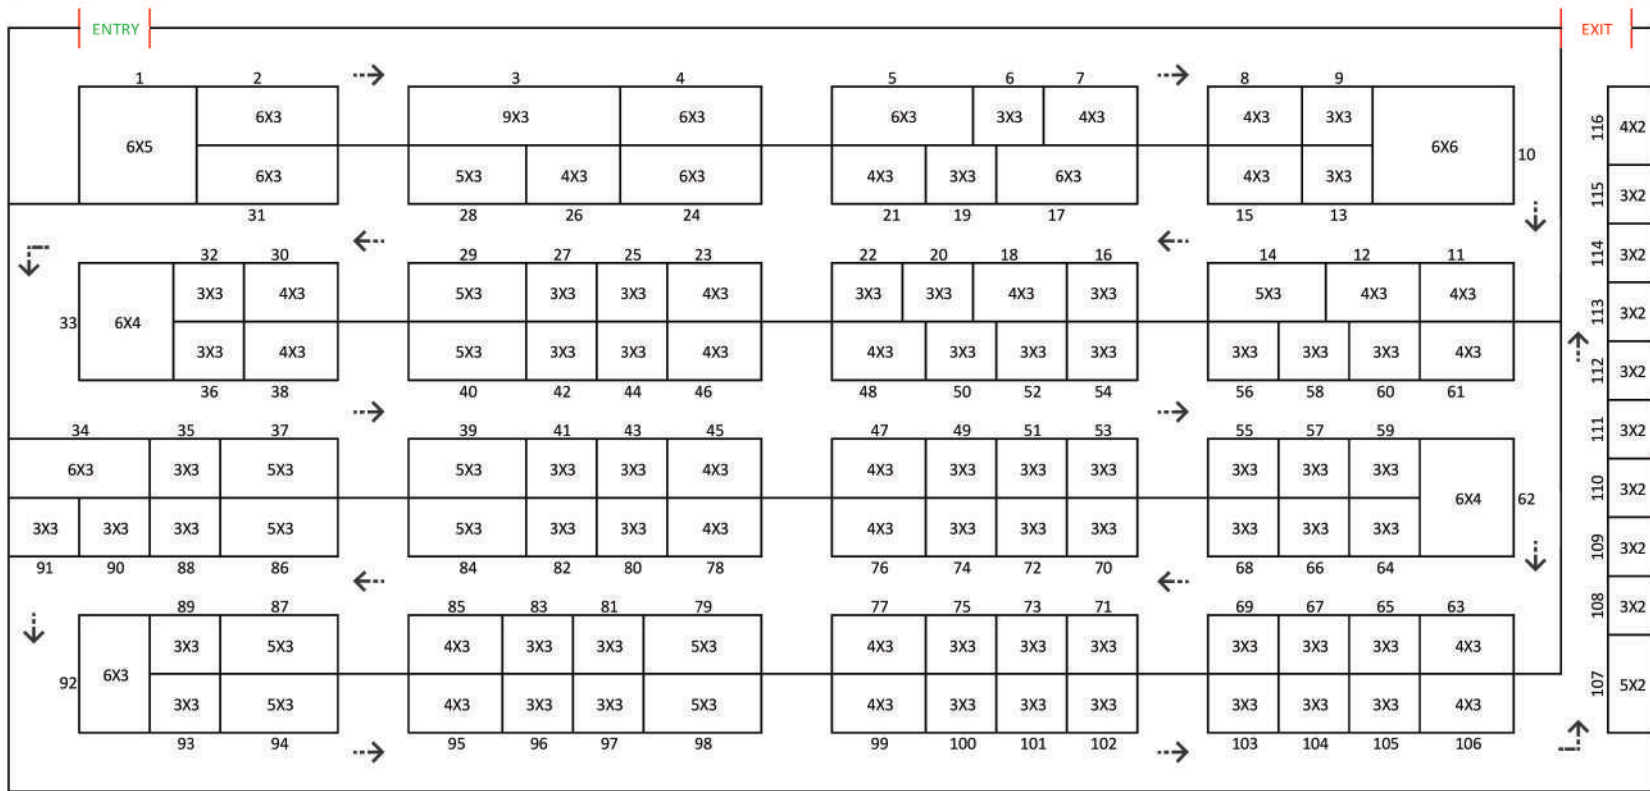 ENTRY EXIT
1 2 3 4 5 6 7 8 9
6X5 6X3 9X3 6X3 6X3 3X3 4X3 4X3 3X3 6X6 10
6X3 5X3 4X3 6X3 4X3 3X3 6X3 4X3 3X3
31 28 26 24 21 19 17 15 13
32 30 29 27 25 23 22 20 18 16 14 12 11
33 6X4 3X3 4X3 5X3 3X3 3X3 4X3 3X3 3X3 4X3 3X3 5X3 4X3 4X3
3X3 4X3 5X3 3X3 3X3 4X3 4X3 3X3 3X3 3X3 3X3 3X3 3X3 4X3
36 38 40 42 44 46 48 50 52 54 56 58 60 61
34 35 37 39 41 43 45 47 49 51 53 55 57 59
6X3 3X3 5X3 5X3 3X3 3X3 4X3 4X3 3X3 3X3 3X3 3X3 3X3 3X3 6X4 62
3X3 3X3 3X3 5X3 5X3 3X3 3X3 4X3 4X3 3X3 3X3 3X3 3X3 3X3 3X3
91 90 88 86 84 82 80 78 76 74 72 70 68 66 64
89 87 85 83 81 79 77 75 73 71 69 67 65 63
92 6X3 3X3 5X3 4X3 3X3 3X3 5X3 4X3 3X3 3X3 3X3 3X3 3X3 3X3 4X3
3X3 5X3 4X3 3X3 3X3 5X3 4X3 3X3 3X3 3X3 3X3 3X3 3X3 4X3
93 94 95 96 97 98 99 100 101 102 103 104 105 106
116 4X2
115 3X2
114 3X2
113 3X2
112 3X2
111 3X2
110 3X2
109 3X2
108 3X2
107 5X2